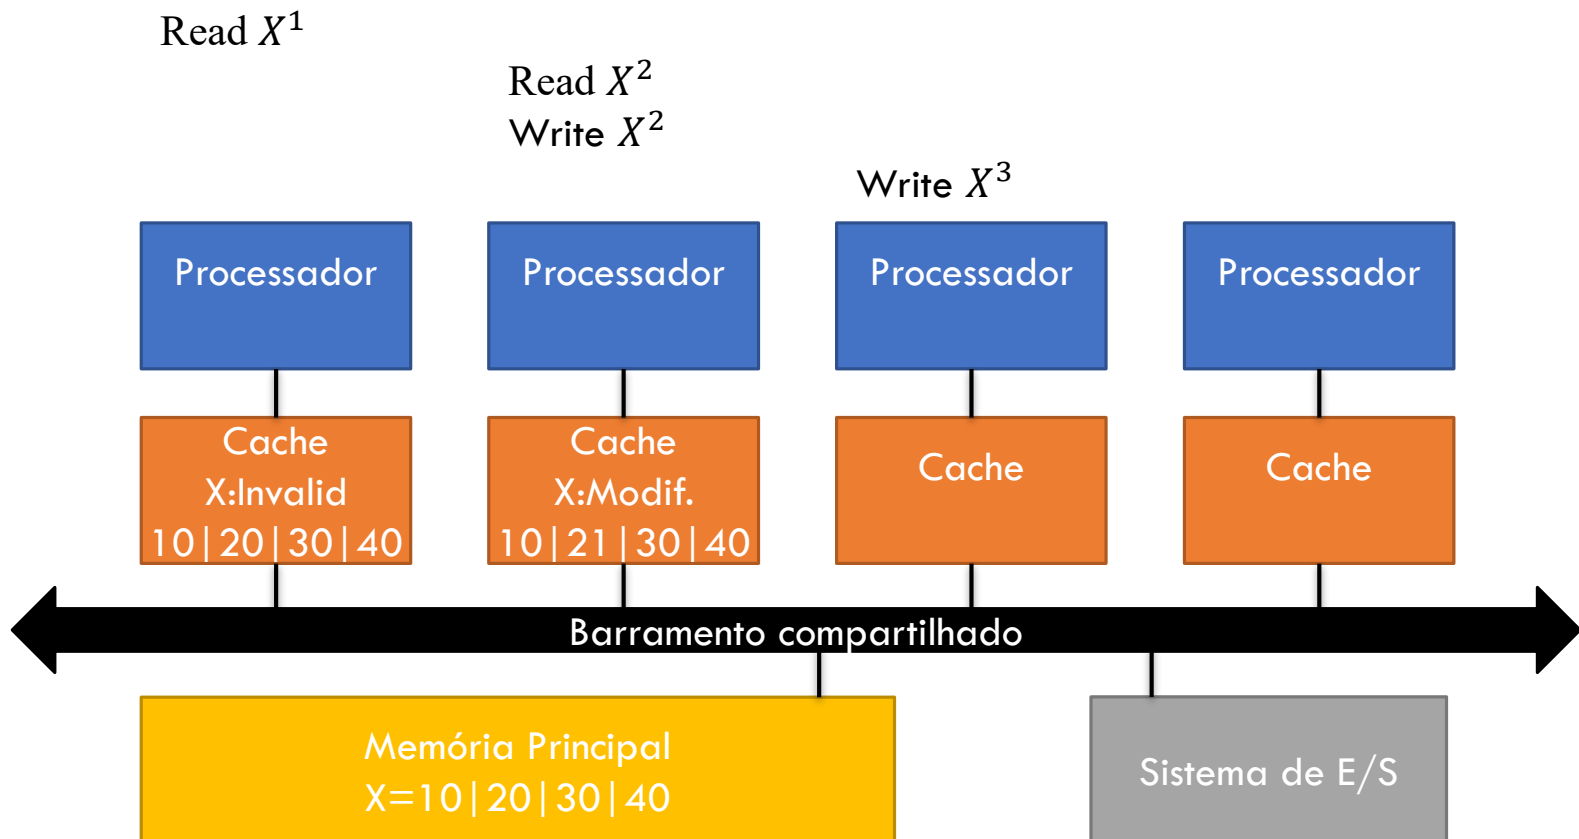 Read X¹
Read X²
Write X²
Write X³
Processador
Processador
Processador
Processador
Cache
X:Invalid
10|20|30|40
Cache
X:Modif.
10|21|30|40
Cache
Cache
Barramento compartilhado
Memória Principal
X=10|20|30|40
Sistema de E/S